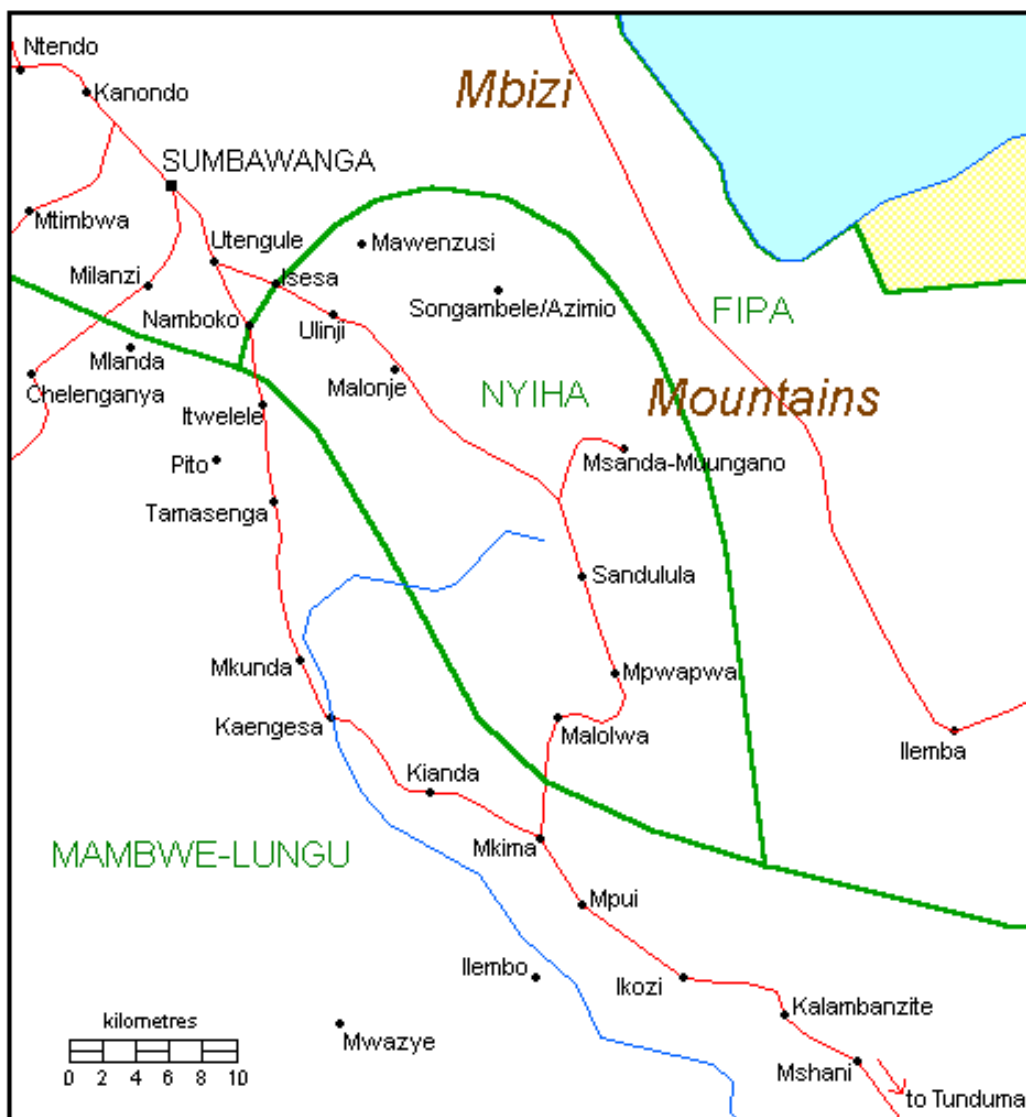 Ntendo
Mbizi
Kanondo
SUMBAWANGA
Mtimbwa
Utengule
Mawenzusi
Milanzi
Isesa
Songambele/Azimio
FIPA
Namboko
Ulinji
Mlanda
Chelenganya
Malonje
NYIHA
Mountains
Itwelele
Pito
Msanda-Muungano
Tamasenga
Sandulula
Mkunda
Mpwapwa
Kaengesa
Malolwa
Ilemba
Kianda
MAMBWE-LUNGU
Mkima
Mpui
Ilembo
Ikozi
Kalambanzite
kilometres
Mwazye
0 2 4 6 8 10
Mshani
to Tunduma